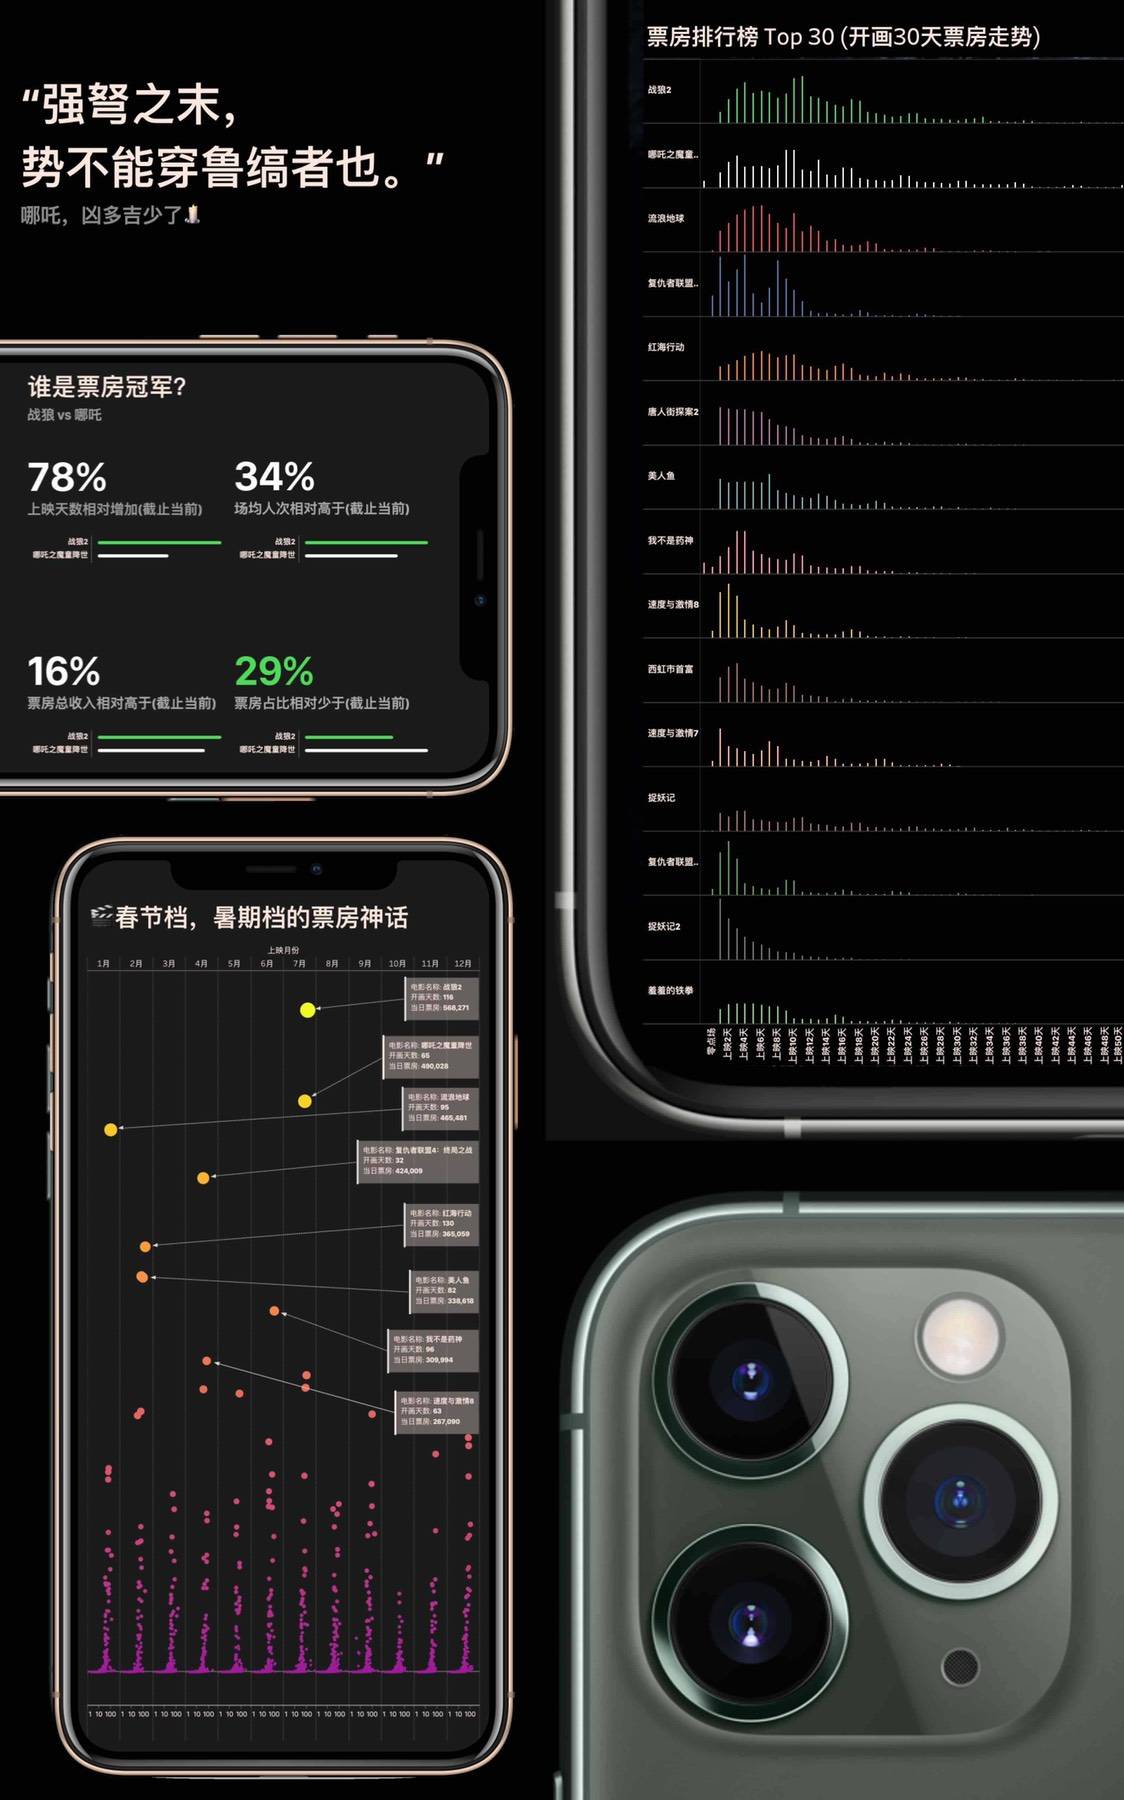 “强弩之末，
势不能穿鲁缟者也。”
哪吒，凶多吉少了
谁是票房冠军?
战狼 vs 哪吒
78%
上映天数相对增加(截止当前)
战狼2
哪吒之魔童降世
34%
场均人次相对高于(截止当前)
战狼2
哪吒之魔童降世
16%
票房总收入相对高于(截止当前)
战狼2
哪吒之魔童降世
29%
票房占比相对少于(截止当前)
战狼2
哪吒之魔童降世
春节档，暑期档的票房神话
上映月份
1月 2月 3月 4月 5月 6月 7月 8月 9月 10月 11月 12月
电影名称: 战狼2
开画天数: 116
当日票房: 568,271
电影名称: 哪吒之魔童降世
开画天数: 65
当日票房: 490,028
电影名称: 流浪地球
开画天数: 95
当日票房: 465,481
电影名称: 复仇者联盟4：终局之战
开画天数: 32
当日票房: 424,009
电影名称: 红海行动
开画天数: 130
当日票房: 365,059
电影名称: 美人鱼
开画天数: 82
当日票房: 338,618
电影名称: 我不是药神
开画天数: 96
当日票房: 309,994
电影名称: 速度与激情8
开画天数: 63
当日票房: 267,090
1 10 100 1 10 100 1 10 100 1 10 100 1 10 100 1 10 100 1 10 100 1 10 100 1 10 100 1 10 100 1 10 100 1 10 100
票房排行榜 Top 30 (开画30天票房走势)
战狼2
哪吒之魔童..
流浪地球
复仇者联盟..
红海行动
唐人街探案2
美人鱼
我不是药神
速度与激情8
西虹市首富
速度与激情7
捉妖记
复仇者联盟..
捉妖记2
羞羞的铁拳
零点场
上映2天
上映4天
上映6天
上映8天
上映10天
上映12天
上映14天
上映16天
上映18天
上映20天
上映22天
上映24天
上映26天
上映28天
上映30天
上映32天
上映34天
上映36天
上映38天
上映40天
上映42天
上映44天
上映46天
上映48天
上映50天